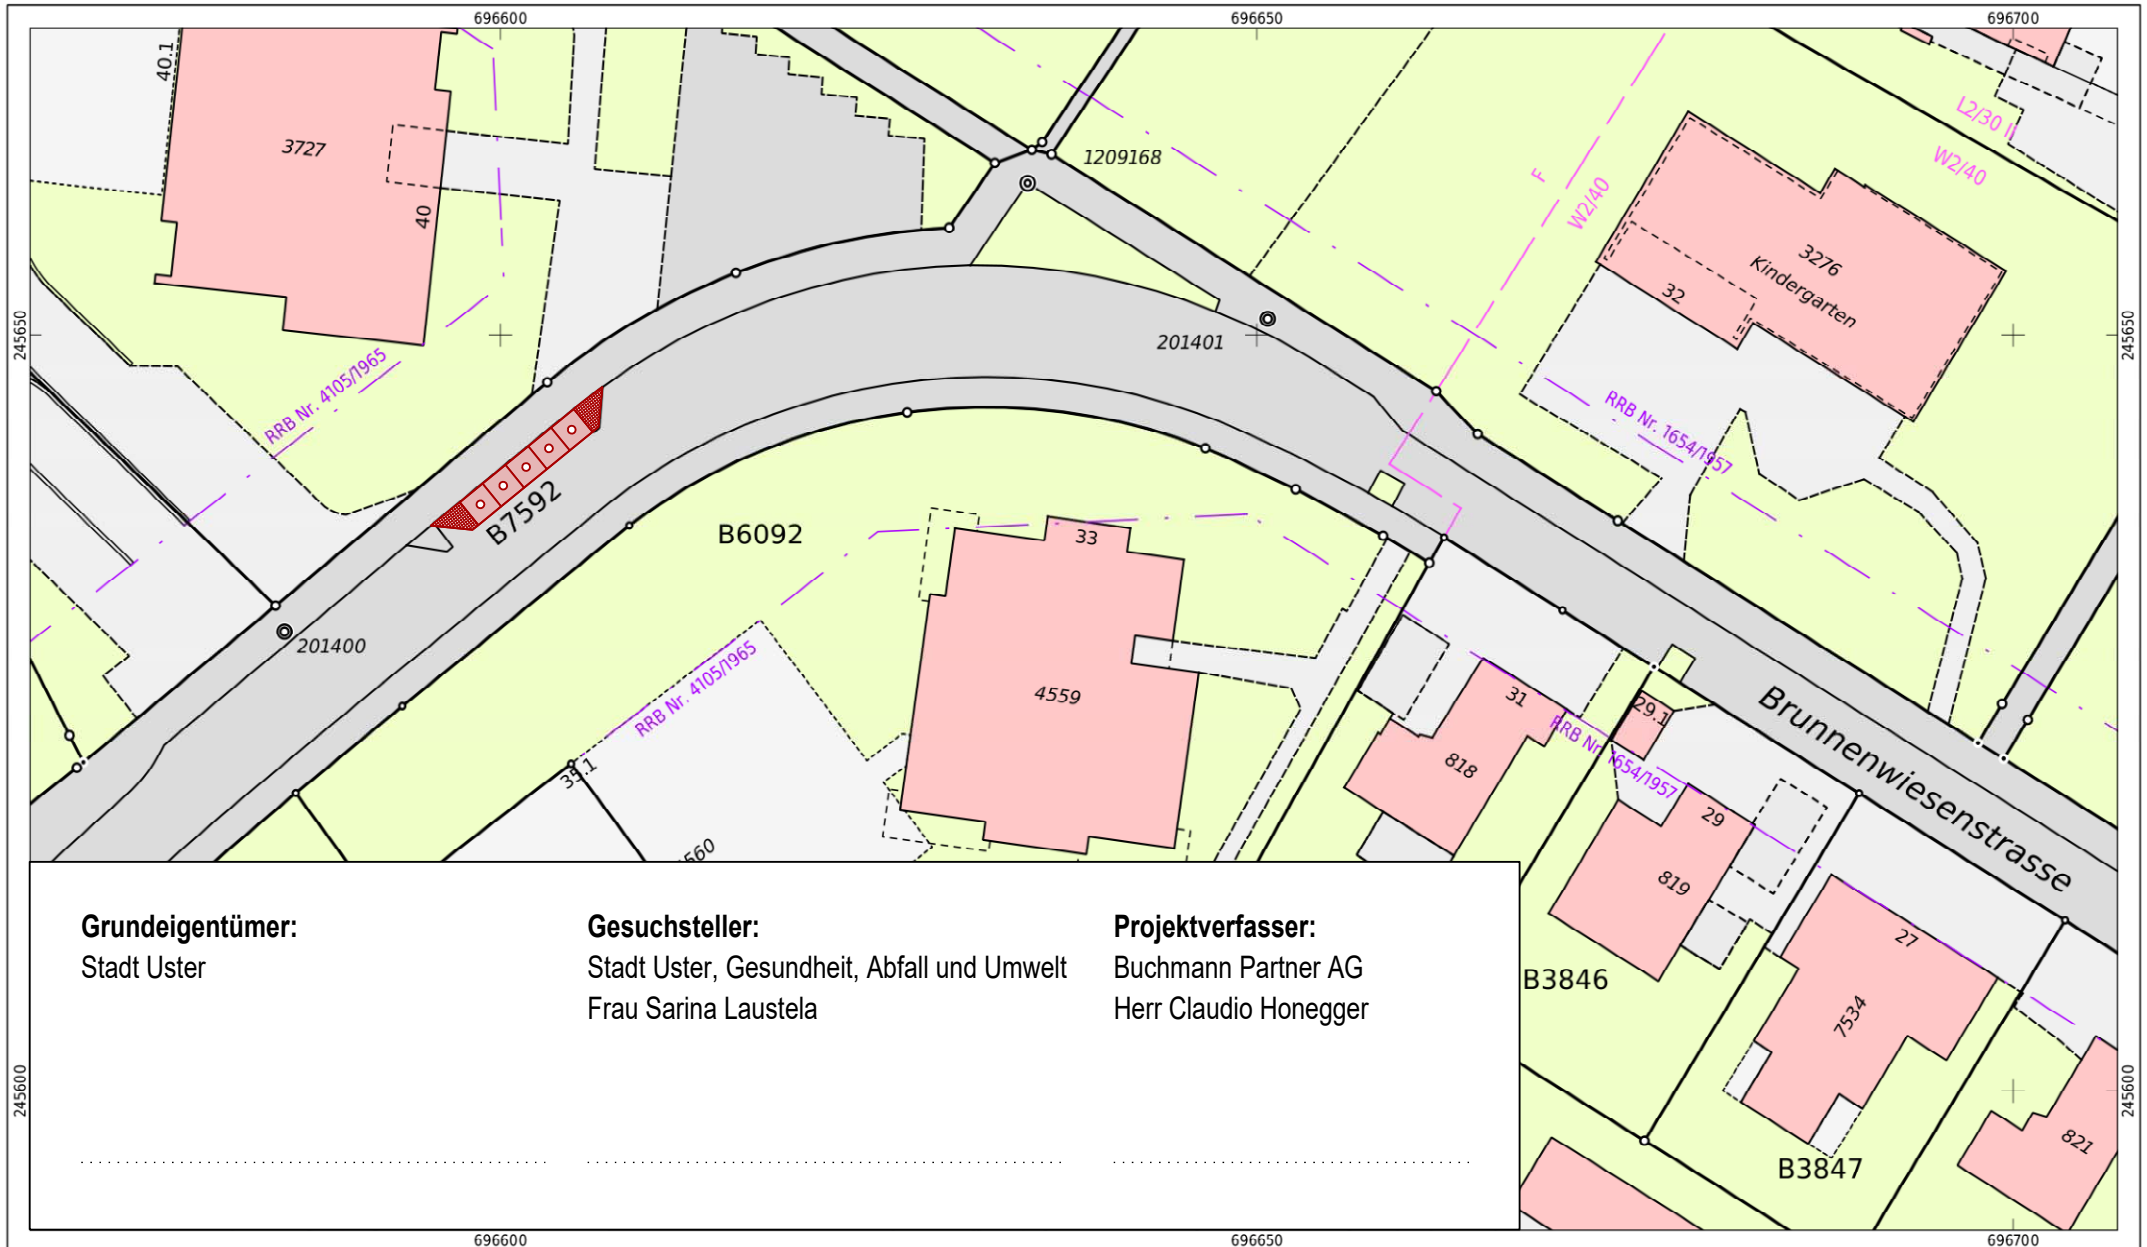 696600
696650
696700
40.1
3727
40
1209168
F
W2/40
L2/30 II
W2/40
3276
Kindergarten
32
245650
245650
201401
RRB Nr. 4105/1965
RRB Nr. 1654/1957
B7592
B6092
33
201400
4559
RRB Nr. 4105/1965
35.1
31
29.1
818
RRB Nr. 1654/1957
29
819
Brunnenwiesenstrasse
27
B3846
7534
245600
245600
821
B3847
Grundeigentümer:
Stadt Uster
Gesuchsteller:
Stadt Uster, Gesundheit, Abfall und Umwelt
Frau Sarina Laustela
Projektverfasser:
Buchmann Partner AG
Herr Claudio Honegger
696600
696650
696700